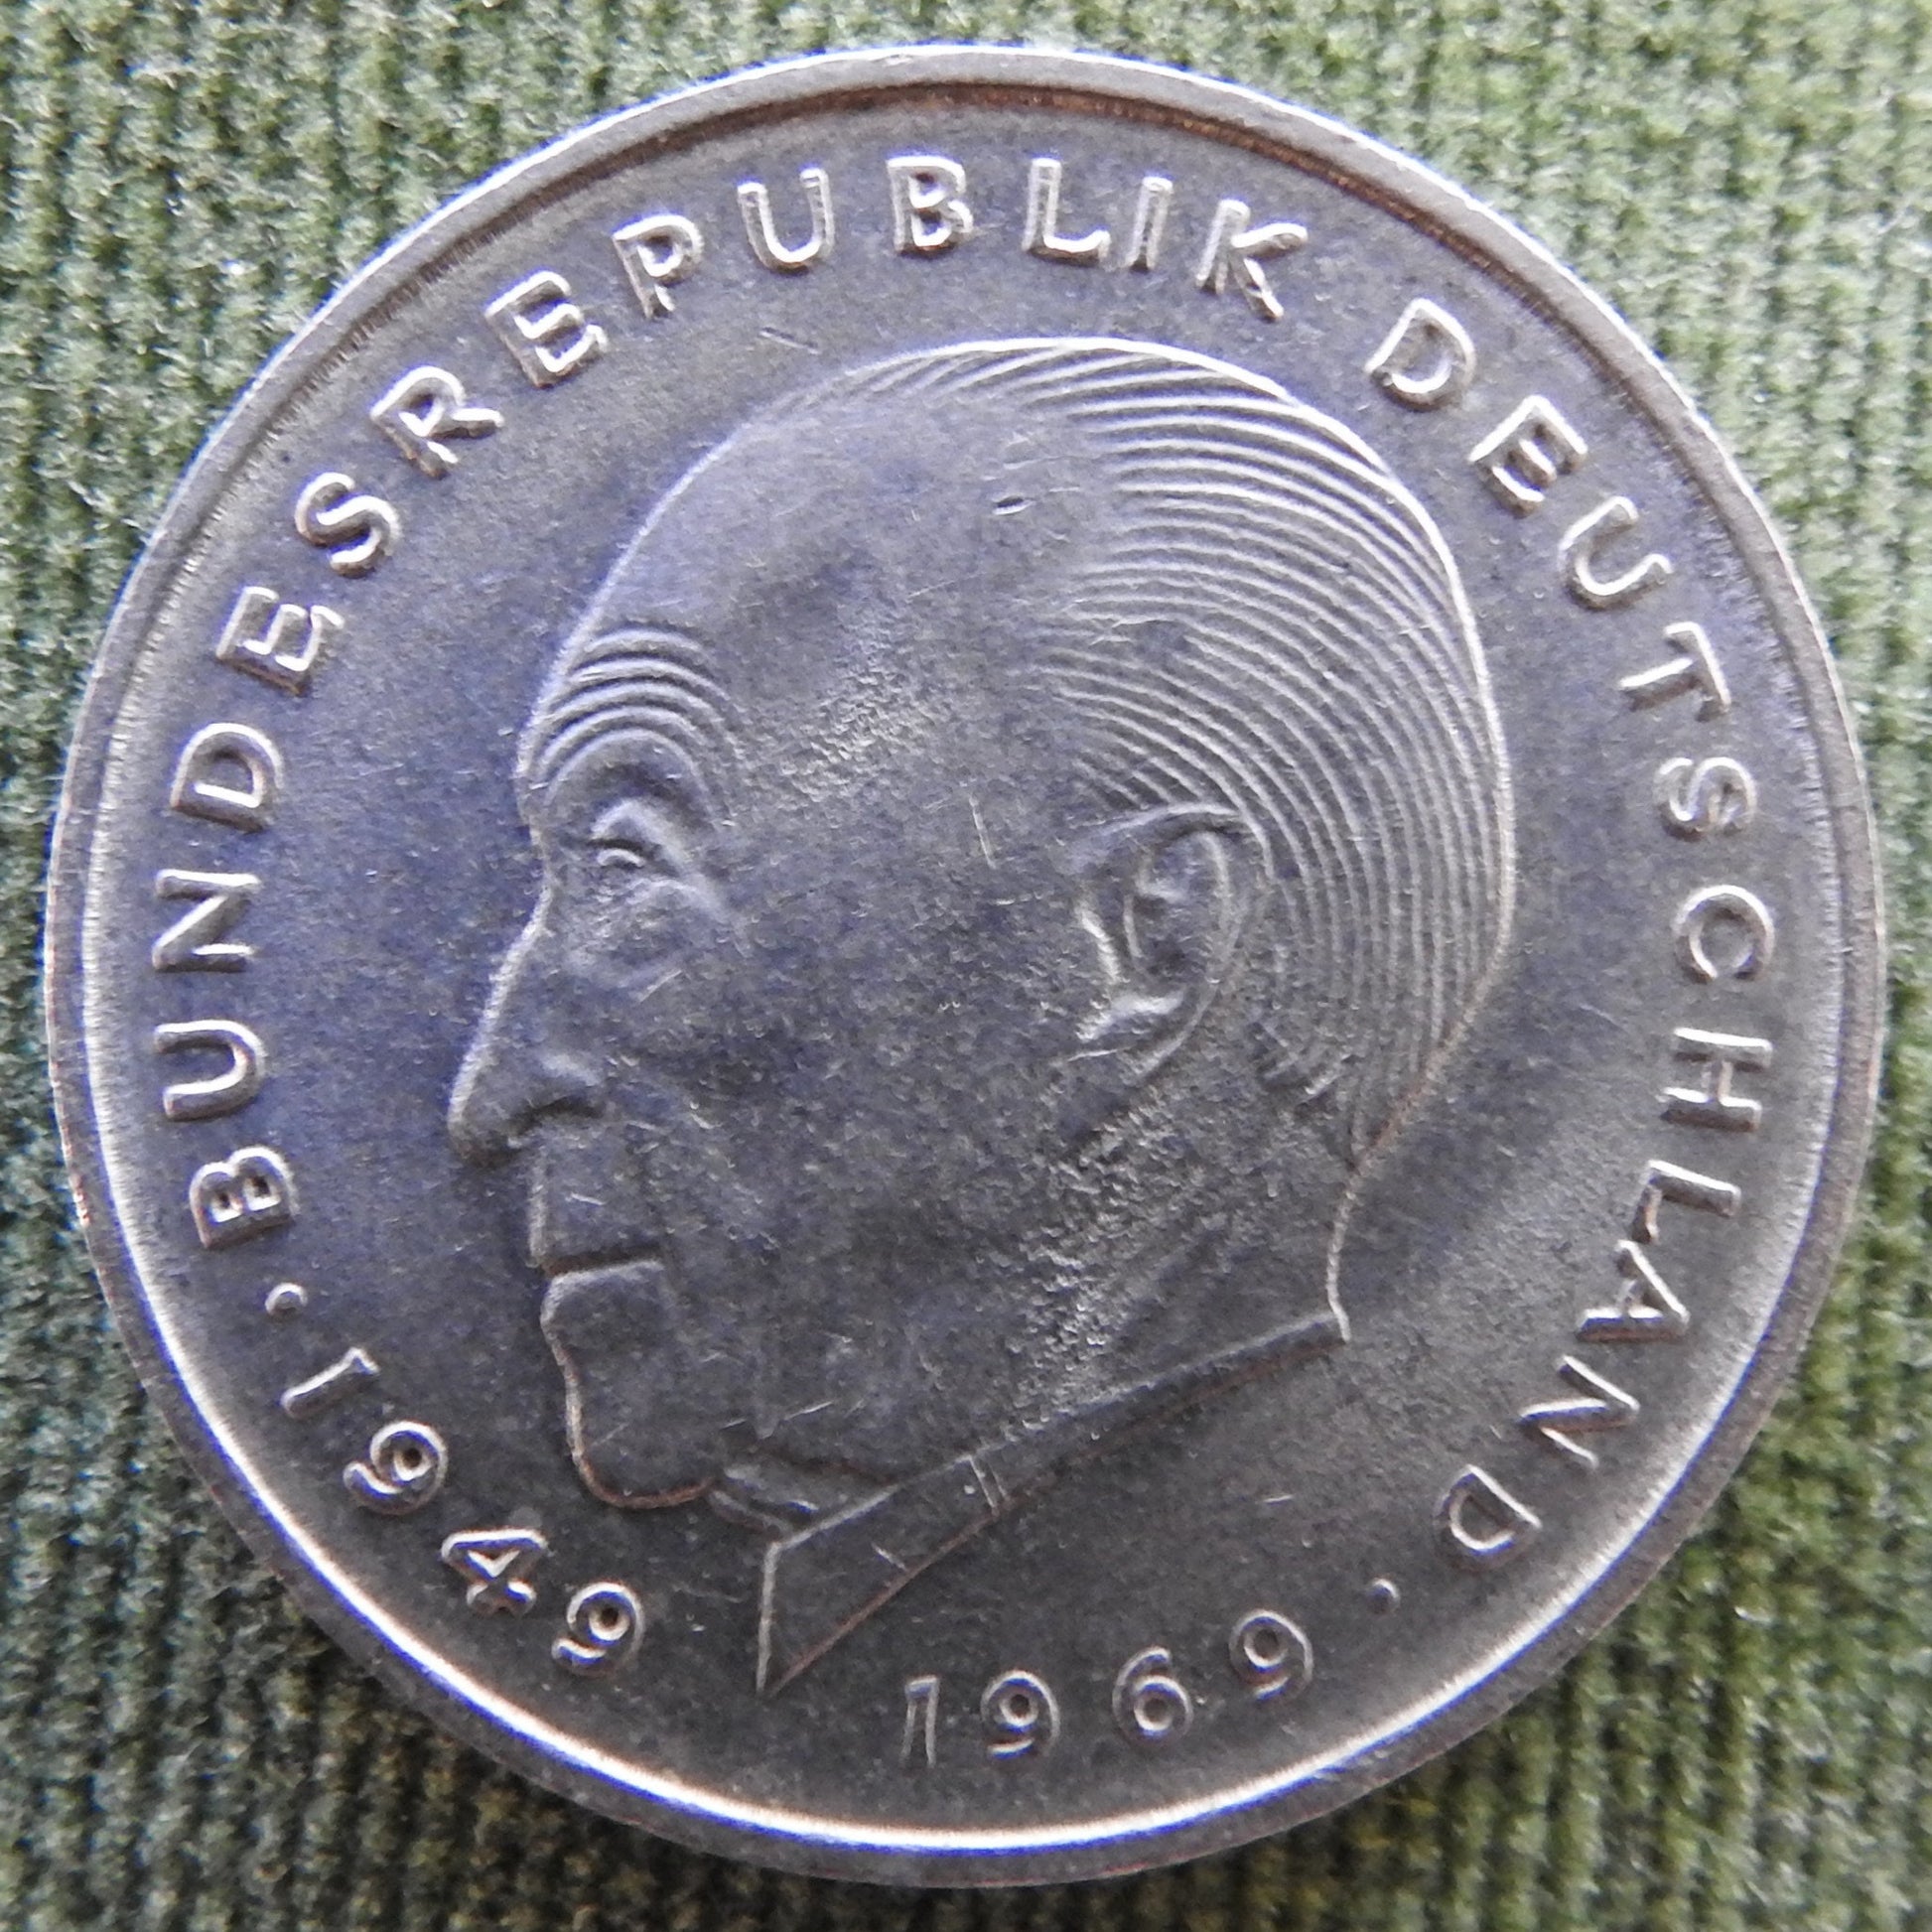 BUNDESREPUBLIK DEUTSCHLAND
· 1949 1969 ·